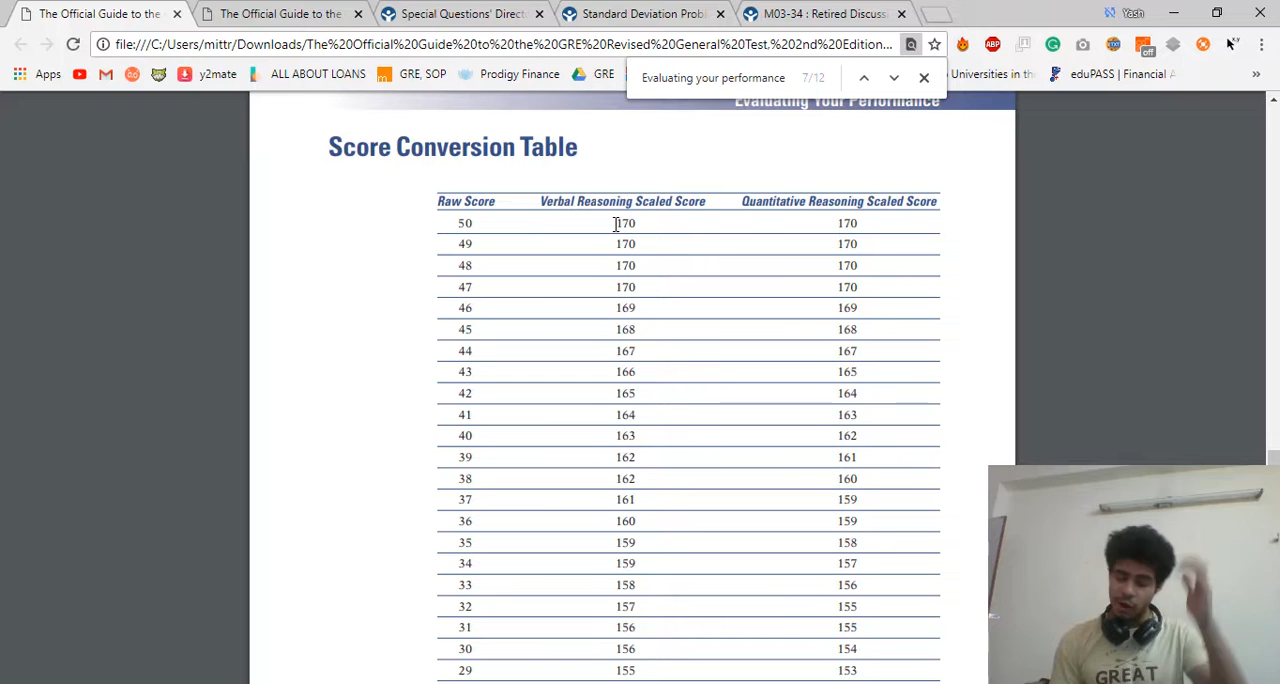 The Official Guide to the
The Official Guide to the
Special Questions' Direct
Standard Deviation Prob
M03-34 : Retired Discuss
Yash
file:///C:/Users/mittr/Downloads/The%20Official%20Guide%20to%20the%20GRE%20Revised%20General%20Test,%202nd%20Edition...
ABP
off
Apps
y2mate
ALL ABOUT LOANS
GRE, SOP
Prodigy Finance
GRE
Universities in th
eduPASS | Financial A
Evaluating your performance 7/12
Evaluating Your Performance
Score Conversion Table
Raw Score Verbal Reasoning Scaled Score Quantitative Reasoning Scaled Score
50 170 170
49 170 170
48 170 170
47 170 170
46 169 169
45 168 168
44 167 167
43 166 165
42 165 164
41 164 163
40 163 162
39 162 161
38 162 160
37 161 159
36 160 159
35 159 158
34 159 157
33 158 156
32 157 155
31 156 155
30 156 154
29 155 153
GREAT